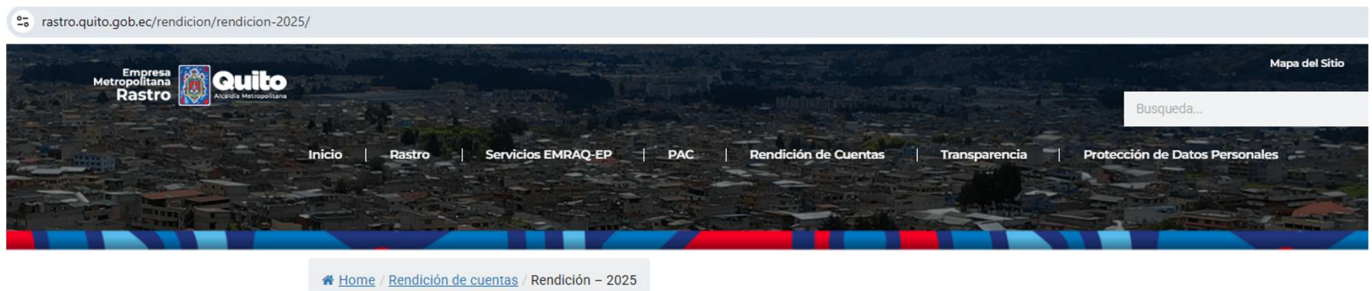 rastro.quito.gob.ec/rendicion/rendicion-2025/
Mapa del Sitio
Empresa
Metropolitana
Rastro
Quito
Alcaldía Metropolitana
Busqueda...
Inicio | Rastro | Servicios EMRAQ-EP | PAC | Rendición de Cuentas | Transparencia | Protección de Datos Personales
Home / Rendición de cuentas / Rendición – 2025